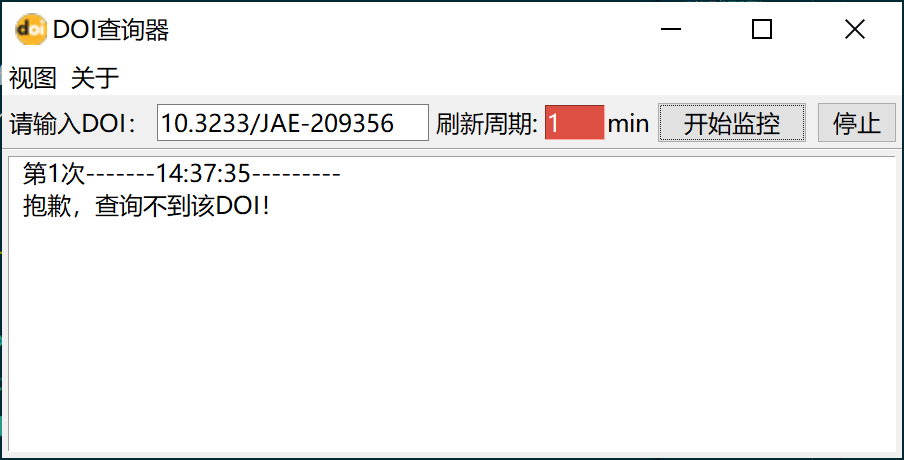 doi DOI查询器
视图 关于
请输入DOI: 10.3233/JAE-209356 刷新周期: 1 min 开始监控 停止
第1次-------14:37:35---------
抱歉，查询不到该DOI!